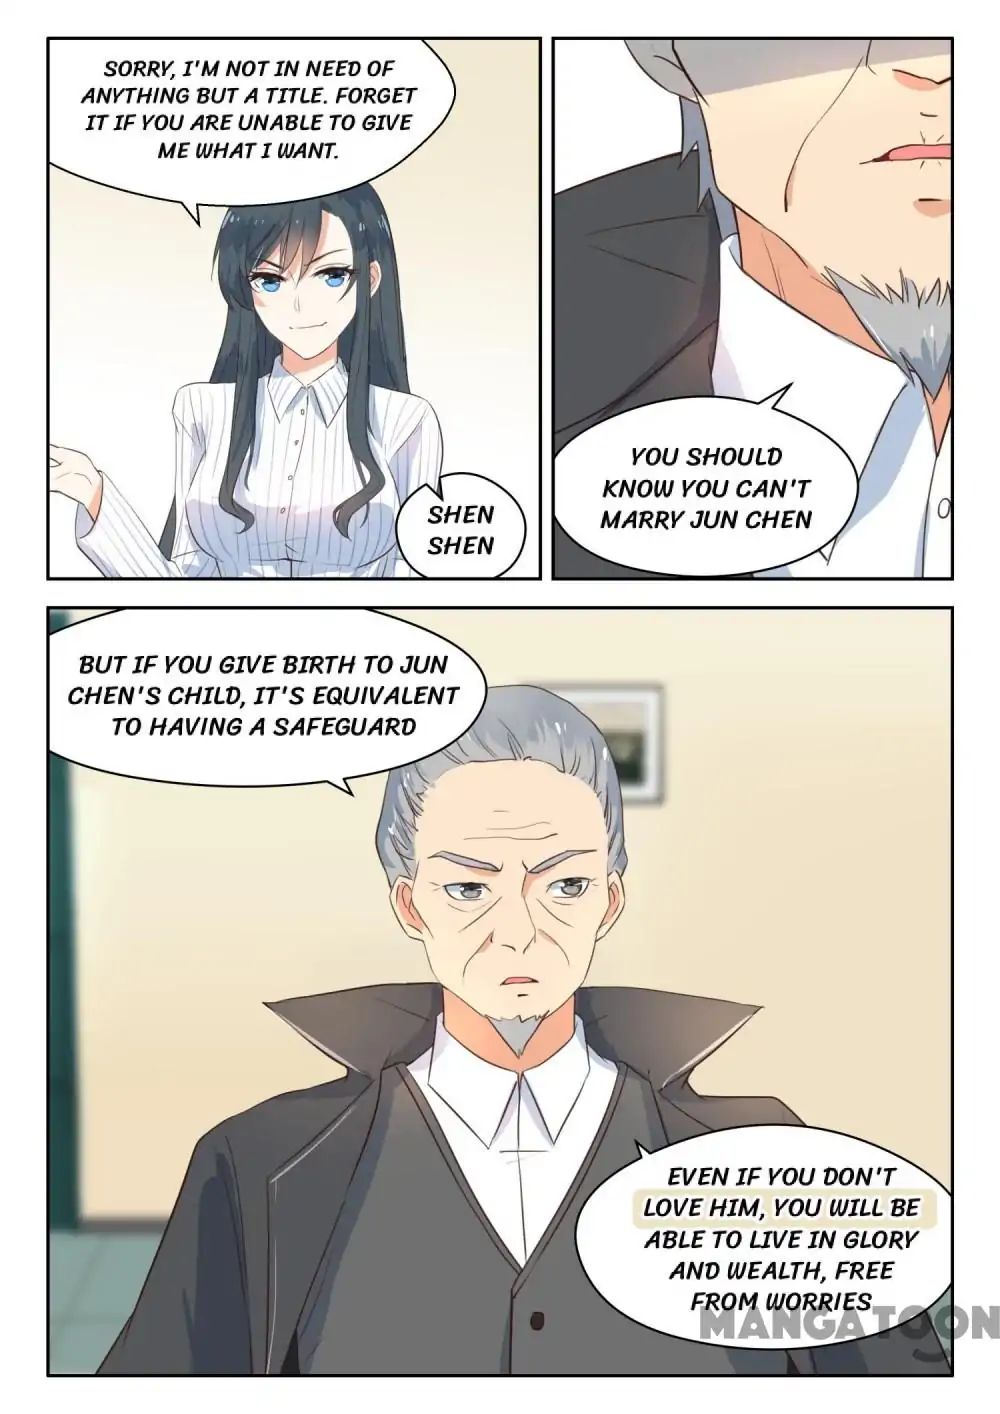 SORRY, I'M NOT IN NEED OF
ANYTHING BUT A TITLE. FORGET
IT IF YOU ARE UNABLE TO GIVE
ME WHAT I WANT.
SHEN
SHEN
YOU SHOULD
KNOW YOU CAN'T
MARRY JUN CHEN
BUT IF YOU GIVE BIRTH TO JUN
CHEN'S CHILD, IT'S EQUIVALENT
TO HAVING A SAFEGUARD
EVEN IF YOU DON'T
LOVE HIM, YOU WILL BE
ABLE TO LIVE IN GLORY
AND WEALTH, FREE
FROM WORRIES
MANGATOON